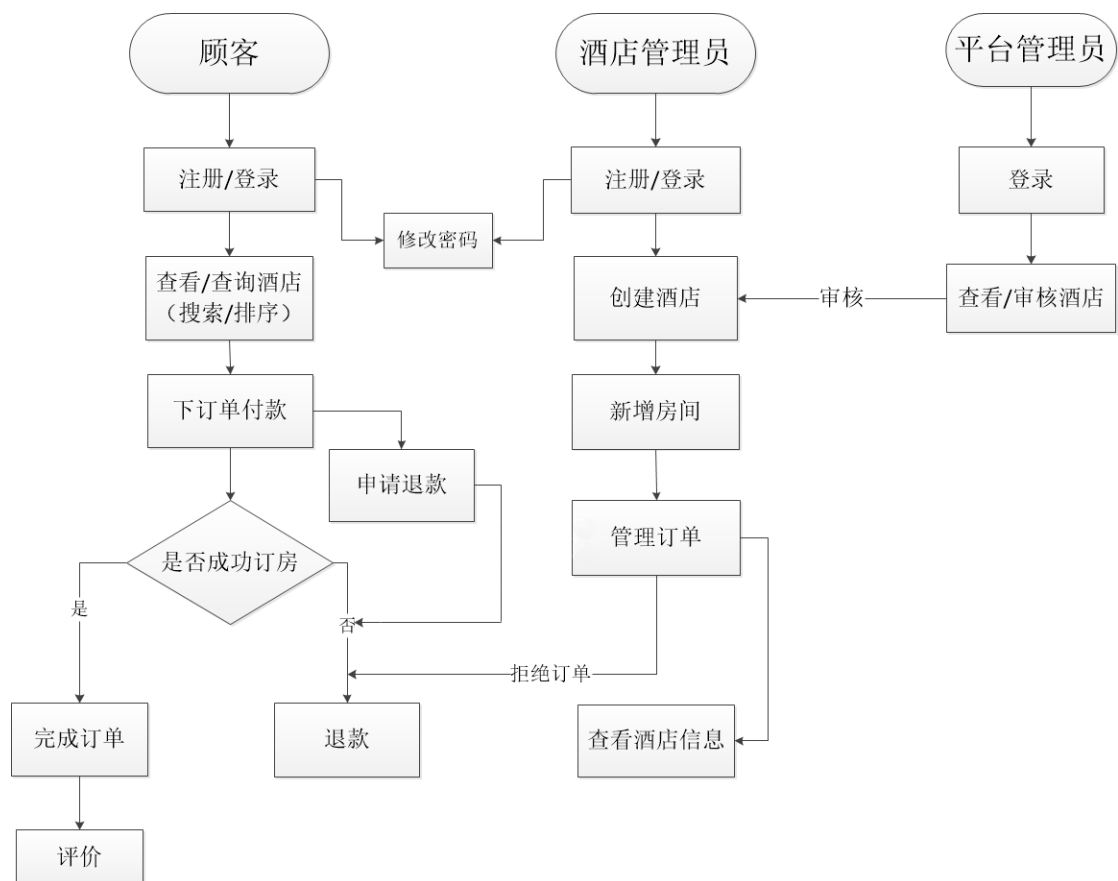 顾客
酒店管理员
平台管理员
注册/登录
注册/登录
登录
修改密码
查看/查询酒店
（搜索/排序）
创建酒店
审核
查看/审核酒店
下订单付款
新增房间
申请退款
管理订单
是否成功订房
是
否
拒绝订单
完成订单
退款
查看酒店信息
评价